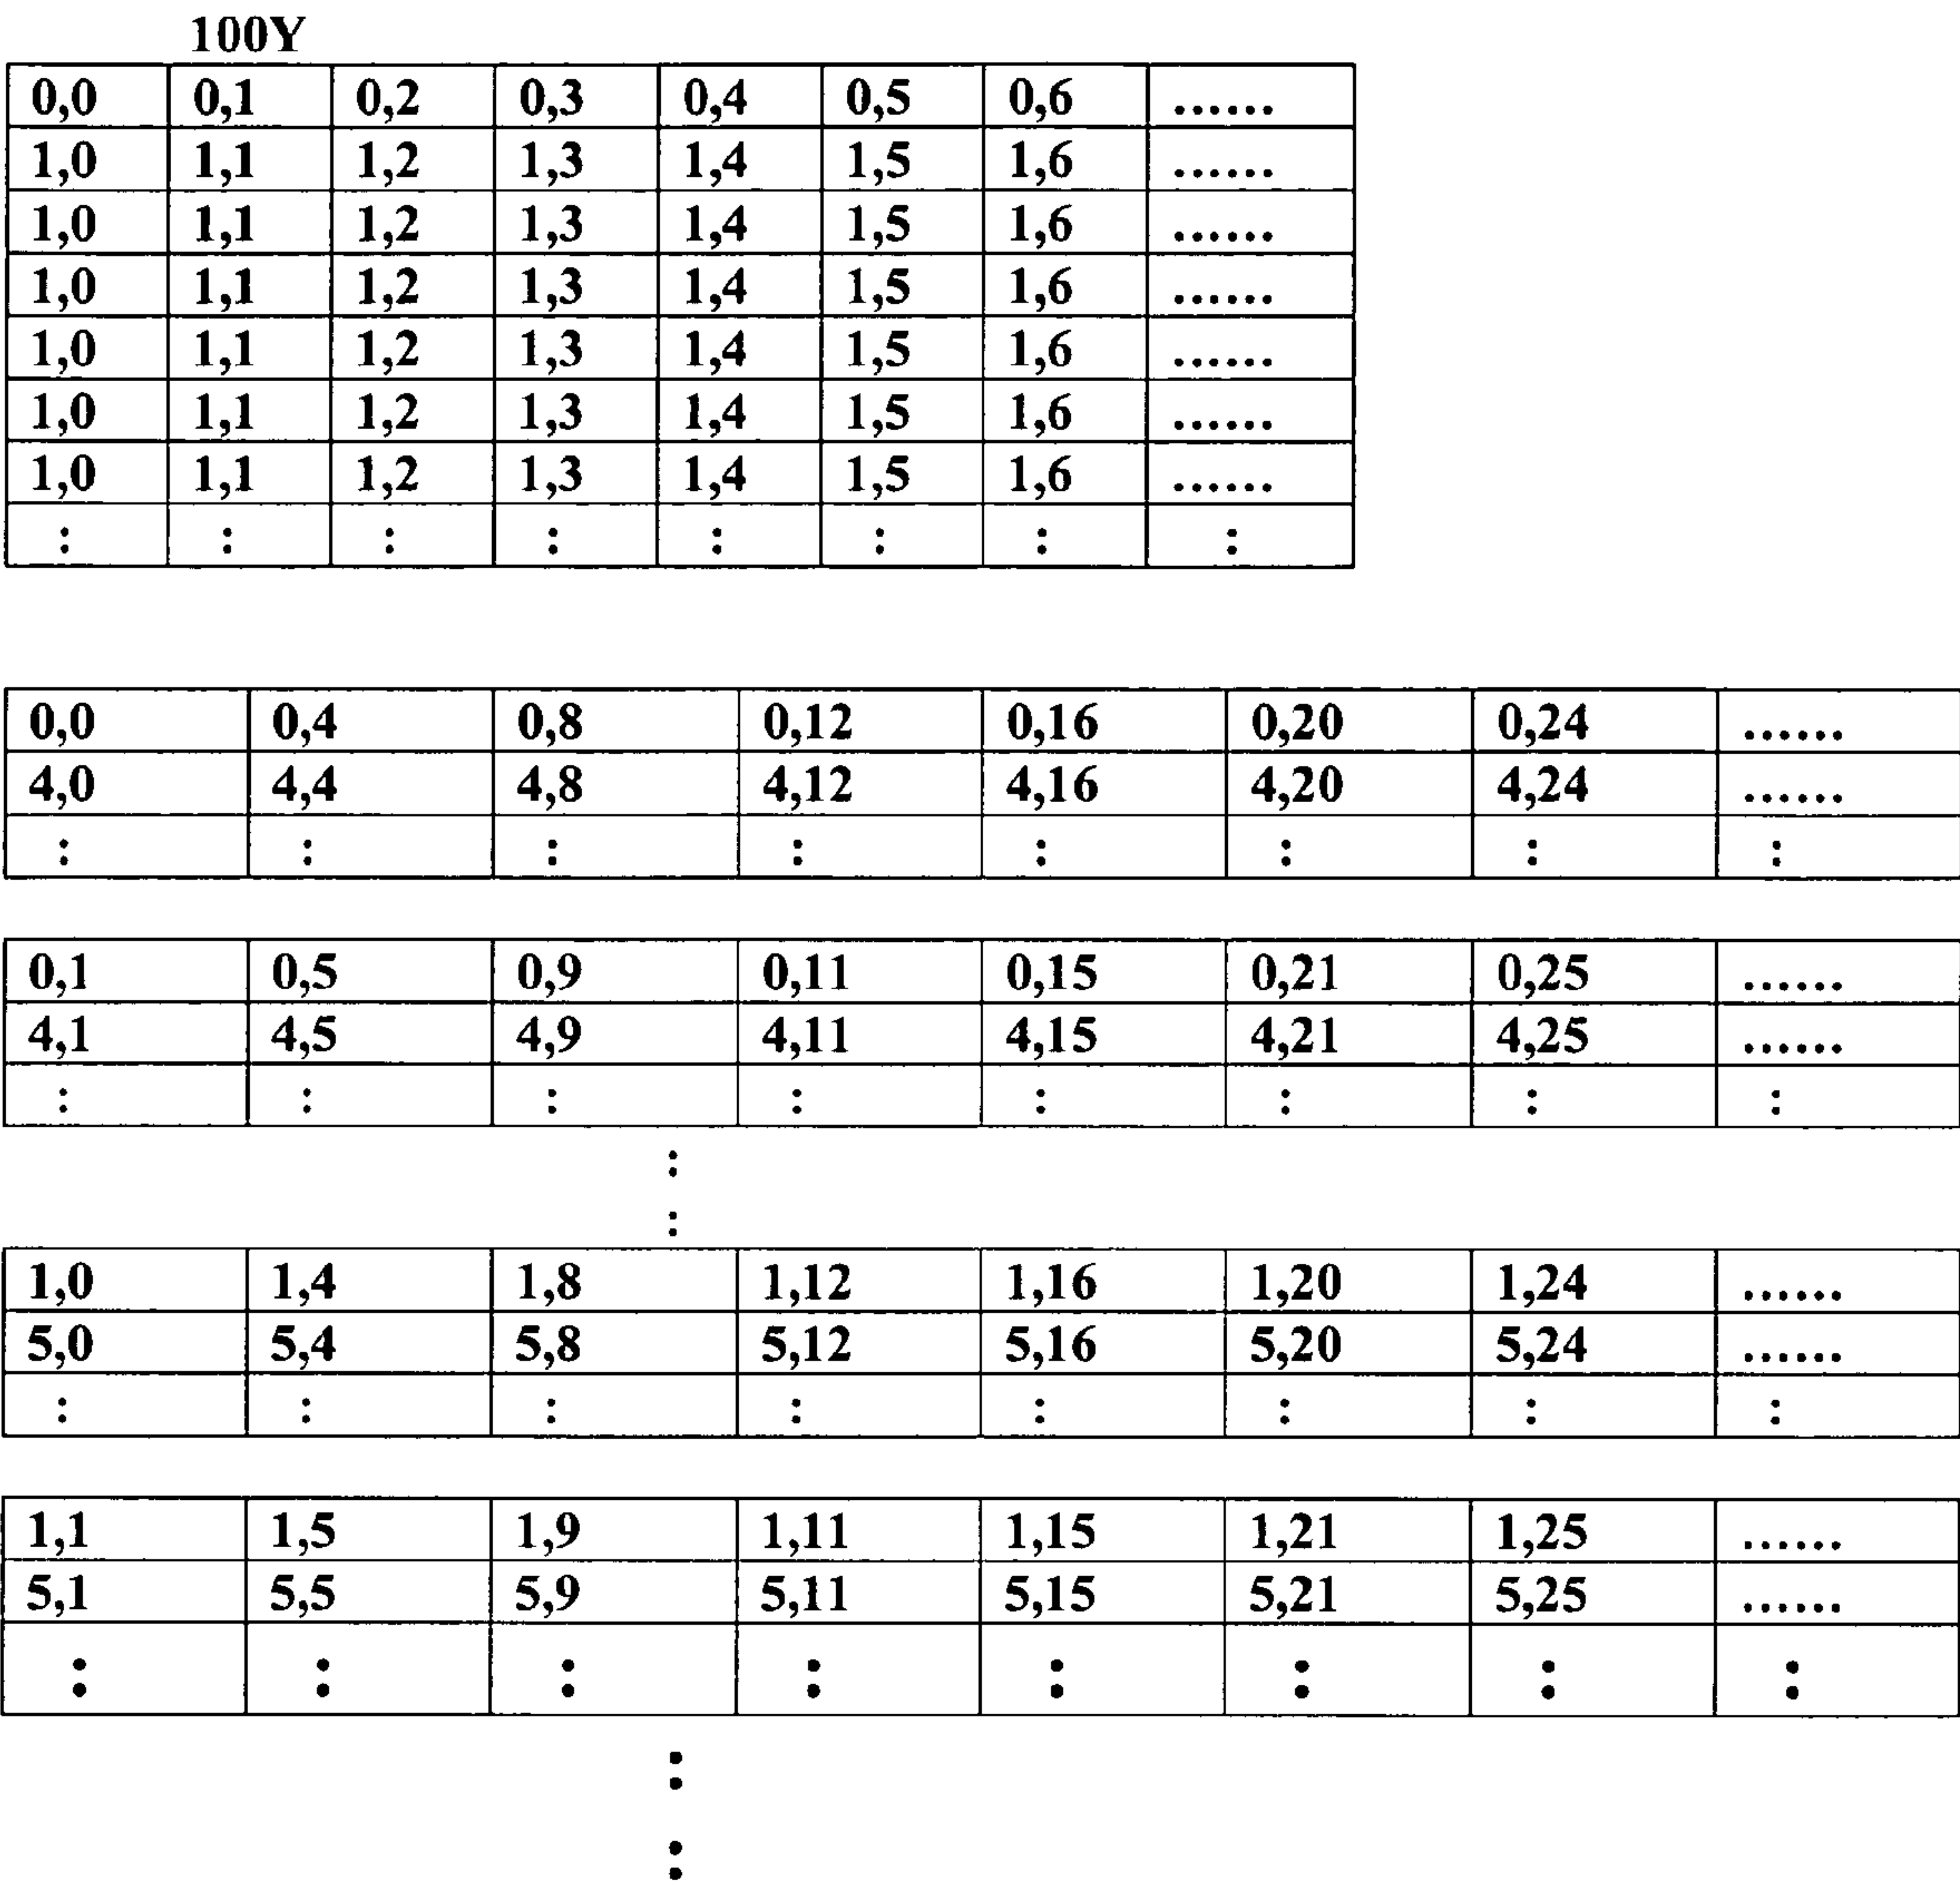 100Y
0,0 0,1 0,2 0,3 0,4 0,5 0,6 ......
1,0 1,1 1,2 1,3 1,4 1,5 1,6 ......
1,0 1,1 1,2 1,3 1,4 1,5 1,6 ......
1,0 1,1 1,2 1,3 1,4 1,5 1,6 ......
1,0 1,1 1,2 1,3 1,4 1,5 1,6 ......
1,0 1,1 1,2 1,3 1,4 1,5 1,6 ......
1,0 1,1 1,2 1,3 1,4 1,5 1,6 ......
: : : : : : : :
0,0 0,4 0,8 0,12 0,16 0,20 0,24 ......
4,0 4,4 4,8 4,12 4,16 4,20 4,24 ......
: : : : : : : :
0,1 0,5 0,9 0,11 0,15 0,21 0,25 ......
4,1 4,5 4,9 4,11 4,15 4,21 4,25 ......
: : : : : : : :
:
:
1,0 1,4 1,8 1,12 1,16 1,20 1,24 ......
5,0 5,4 5,8 5,12 5,16 5,20 5,24 ......
: : : : : : : :
1,1 1,5 1,9 1,11 1,15 1,21 1,25 ......
5,1 5,5 5,9 5,11 5,15 5,21 5,25 ......
: : : : : : : :
:
: